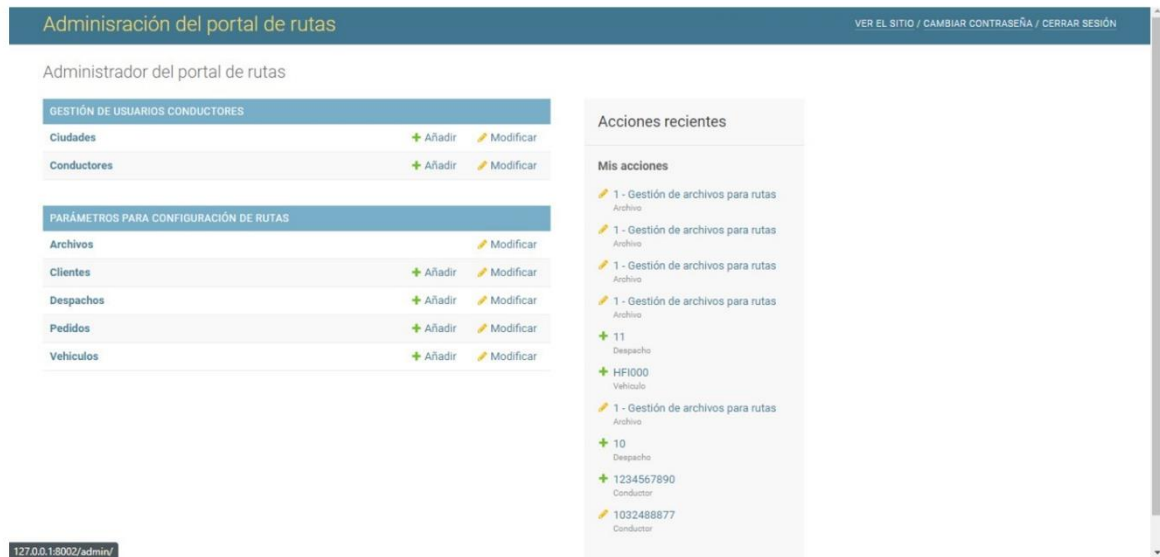 Adminisración del portal de rutas
VER EL SITIO / CAMBIAR CONTRASEÑA / CERRAR SESIÓN
Administrador del portal de rutas
GESTIÓN DE USUARIOS CONDUCTORES
Ciudades + Añadir Modificar
Conductores + Añadir Modificar
PARÁMETROS PARA CONFIGURACIÓN DE RUTAS
Archivos Modificar
Clientes + Añadir Modificar
Despachos + Añadir Modificar
Pedidos + Añadir Modificar
Vehiculos + Añadir Modificar
Acciones recientes
Mis acciones
1 - Gestión de archivos para rutas
Archivo
1 - Gestión de archivos para rutas
Archivo
1 - Gestión de archivos para rutas
Archivo
1 - Gestión de archivos para rutas
Archivo
+ 11
Despacho
+ HFI000
Vehiculo
1 - Gestión de archivos para rutas
Archivo
+ 10
Despacho
+ 1234567890
Conductor
1032488877
Conductor
127.0.0.1:8002/admin/